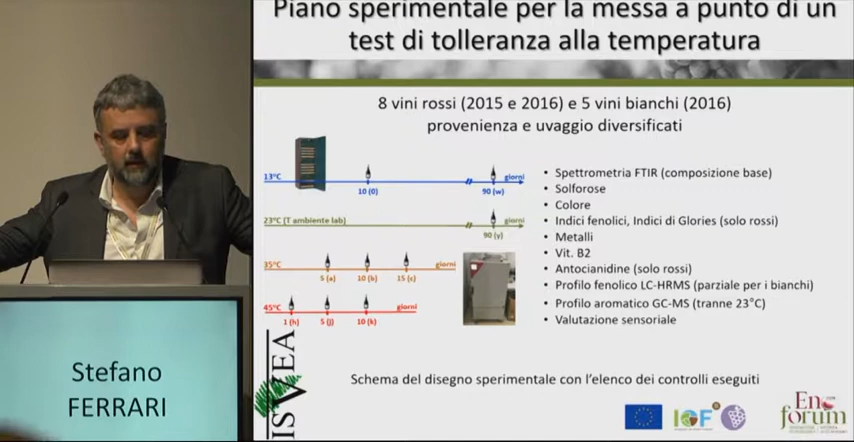 Piano sperimentale per la messa a punto di un
test di tolleranza alla temperatura
8 vini rossi (2015 e 2016) e 5 vini bianchi (2016)
provenienza e uvaggio diversificati
13°C
giorni
10 (0)
90 (w)
23°C [T ambiente lab]
giorni
90 (y)
35°C
giorni
5 (a)
10 (b)
15 (c)
45°C
giorni
1 (h)
5 (j)
10 (k)
• Spettrometria FTIR (composizione base)
• Solforose
• Colore
• Indici fenolici, Indici di Glories (solo rossi)
• Metalli
• Vit. B2
• Antocianidine (solo rossi)
• Profilo fenolico LC-HRMS (parziale per i bianchi)
• Profilo aromatico GC-MS (tranne 23°C)
• Valutazione sensoriale
Schema del disegno sperimentale con l'elenco dei controlli eseguiti
ISVEA
Stefano
FERRARI
En
forum